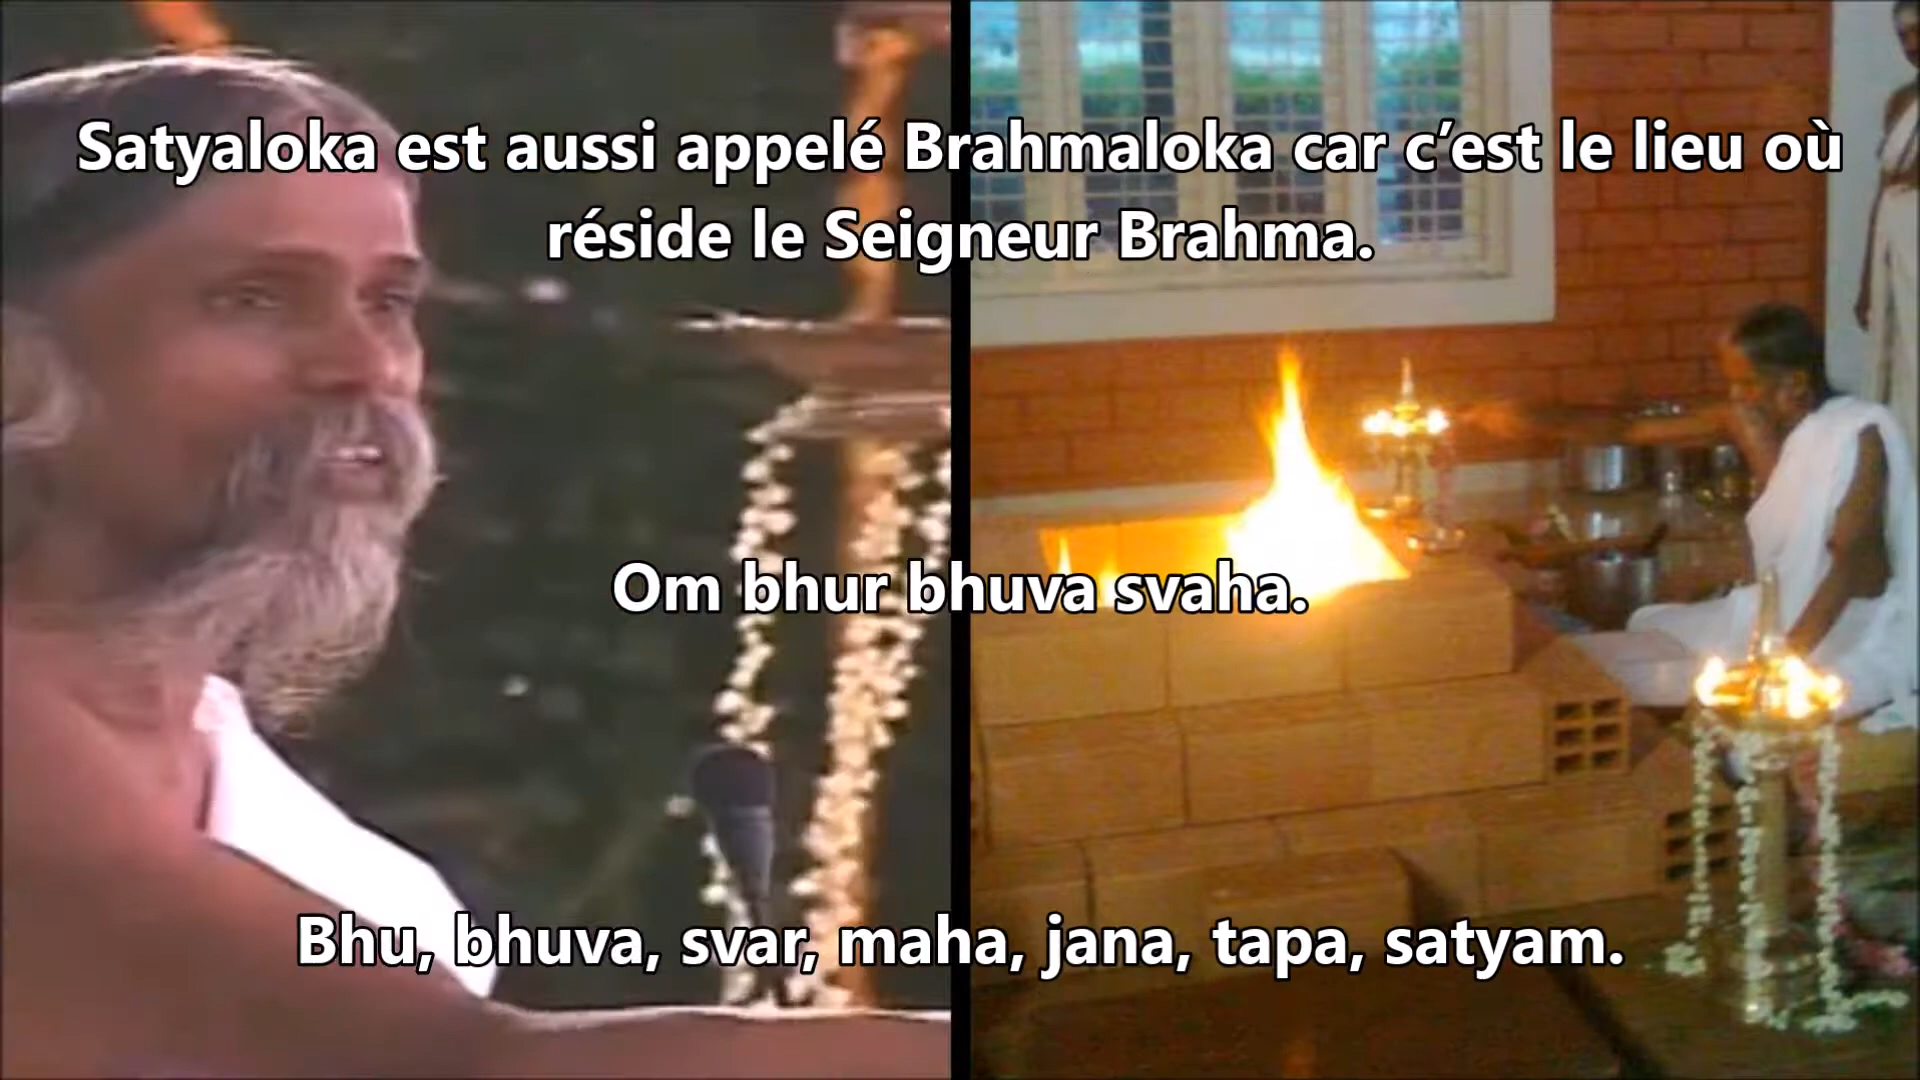 Satyaloka est aussi appelé Brahmaloka car c’est le lieu où
réside le Seigneur Brahma.
Om bhur bhuva svaha.
Bhu, bhuva, svar, maha, jana, tapa, satyam.